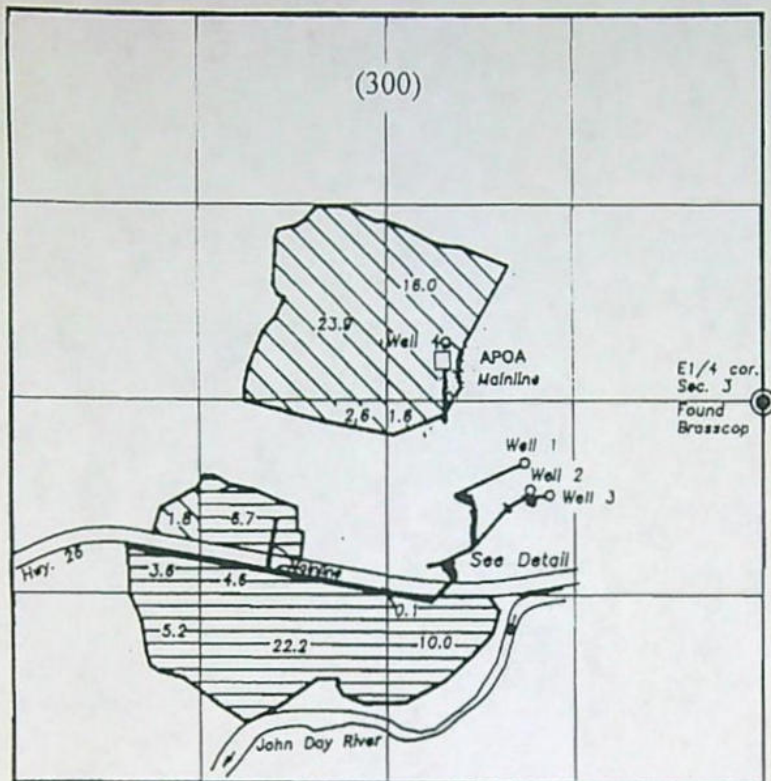 (300)
16.0
23.9
Well 4
APOA
Mainline
E1/4 cor.
Sec. 3
Found
Brasscap
2.6
1.6
Well 1
Well 2
Well 3
1.8
6.7
Hwy. 26
See Detail
3.6
4.6
0.1
5.2
22.2
10.0
John Day River